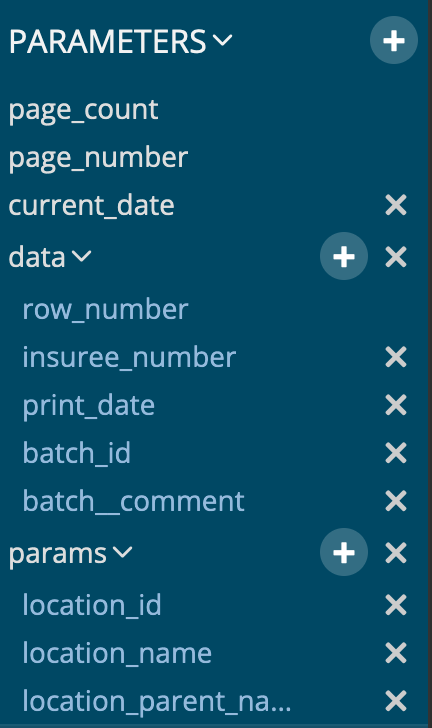 PARAMETERS
page_count
page_number
current_date
data
row_number
insuree_number
print_date
batch_id
batch__comment
params
location_id
location_name
location_parent_na...